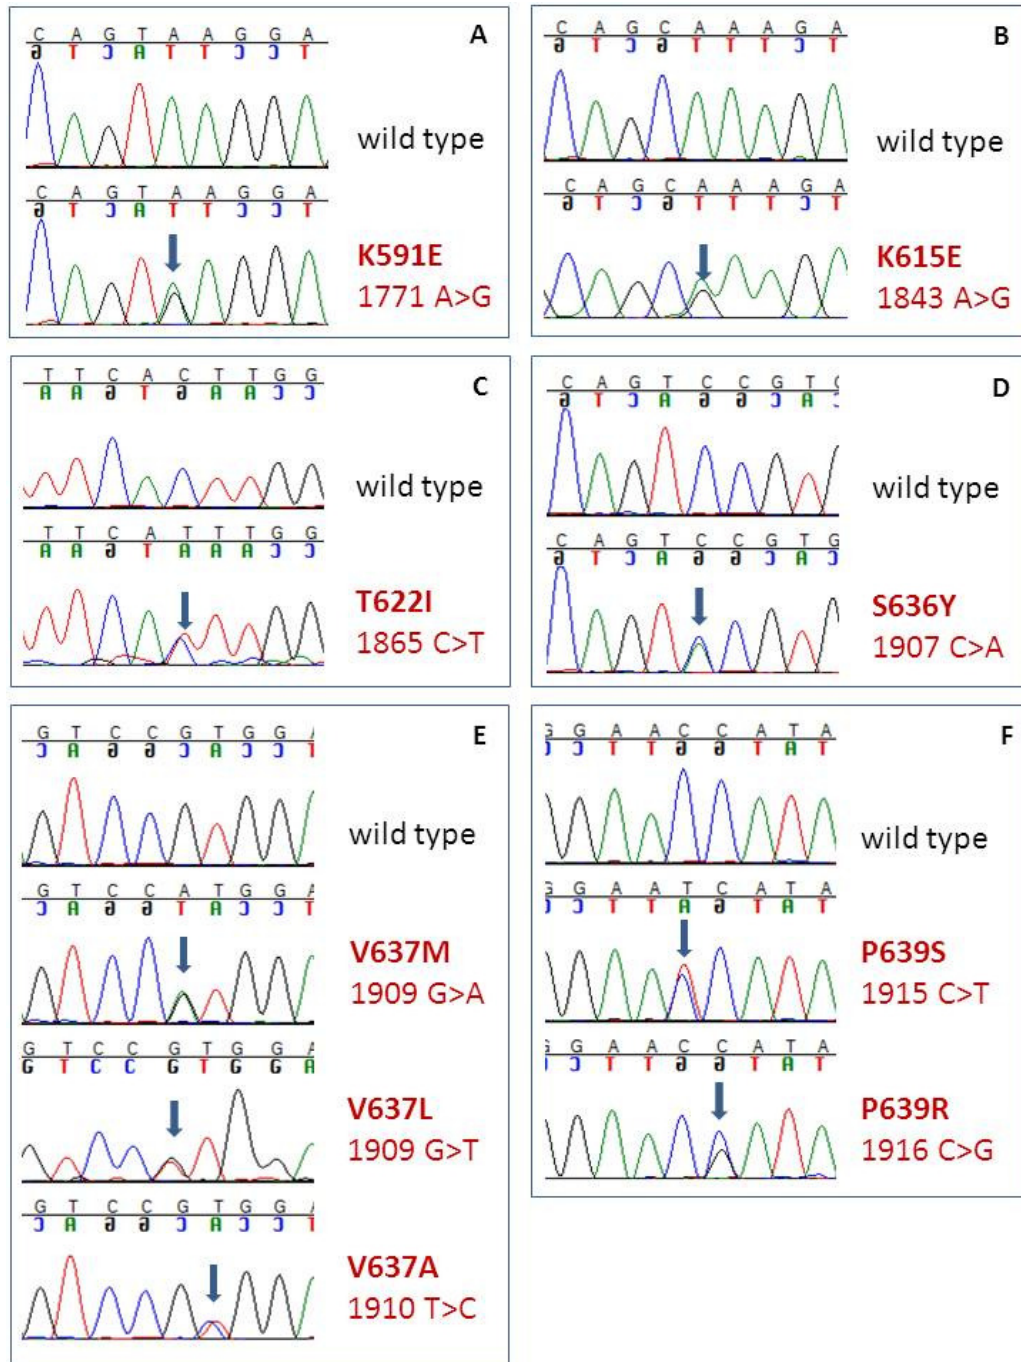 C A G T A A G G A
G T C A T T C C T
A
wild type
C A G T A A G G A
G T C A T T C C T
K591E
1771 A>G
C A G C A A A G A
G T C G T T T C T
B
wild type
C A G C A A A G A
G T C G T T T C T
K615E
1843 A>G
T T C A C T T G G
A A G T G A A C C
C
wild type
T T C A T T T G G
A A G T A A A C C
T622I
1865 C>T
C A G T C C G T
G T C A G G C A C
D
wild type
C A G T C C G T G
G T C A G G C A C
S636Y
1907 C>A
G T C C G T G G A
C A G G C A C C T
E
wild type
G T C C A T G G A
C A G G T A C C T
V637M
1909 G>A
G T C C G T G G A
G T C C G T G G A
V637L
1909 G>T
G T C C G T G G A
C A G G C A C C T
V637A
1910 T>C
G G A A C C A T A
C C T T G G T A T
F
wild type
G G A A T C A T A
C C T T A G T A T
P639S
1915 C>T
G G A A C C A T A
C C T T G G T A T
P639R
1916 C>G